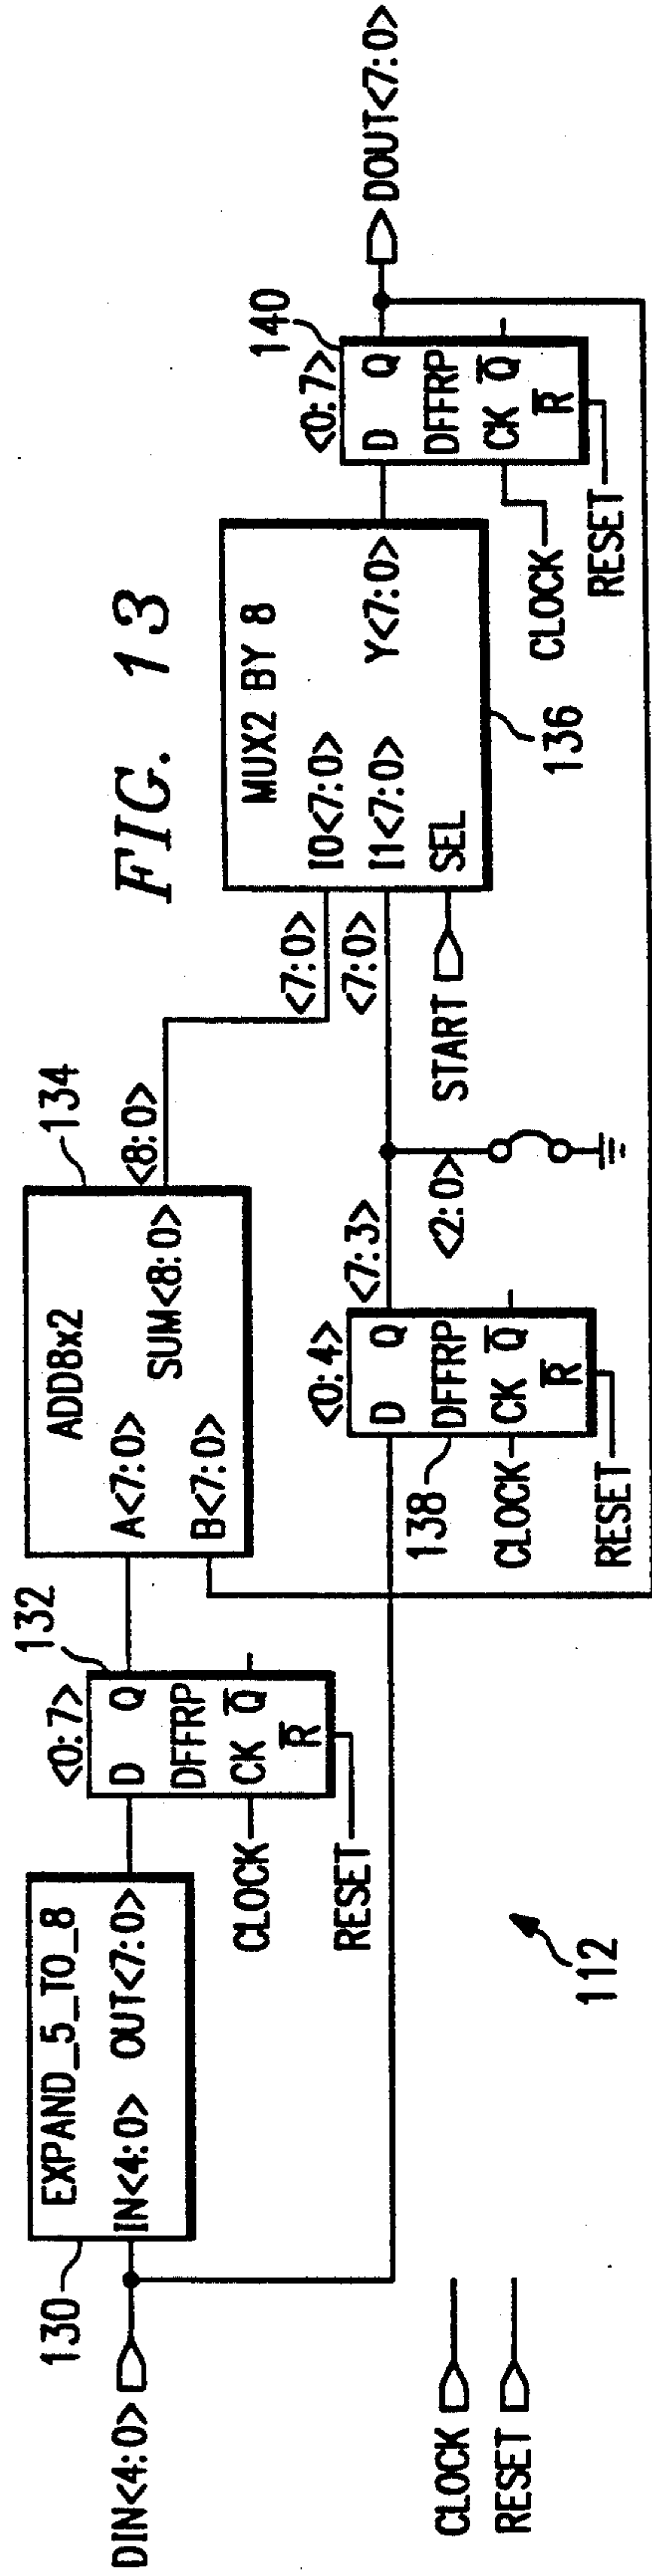 FIG. 13
DIN<4:0>
130
EXPAND_5_TO_8
IN<4:0> OUT<7:0>
132
<0:7>
D Q
DFFRP
CK Q
R
CLOCK
RESET
134
ADD8x2
A<7:0>
SUM<8:0>
B<7:0>
<8:0>
<0:4>
D Q
DFFRP
CK Q
R
138
CLOCK
RESET
<7:3>
<2:0>
<7:0>
<7:0>
START
MUX2 BY 8
I0<7:0>
Y<7:0>
I1<7:0>
SEL
136
140
<0:7>
D Q
DFFRP
CK Q
R
CLOCK
RESET
DOUT<7:0>
CLOCK
RESET
112